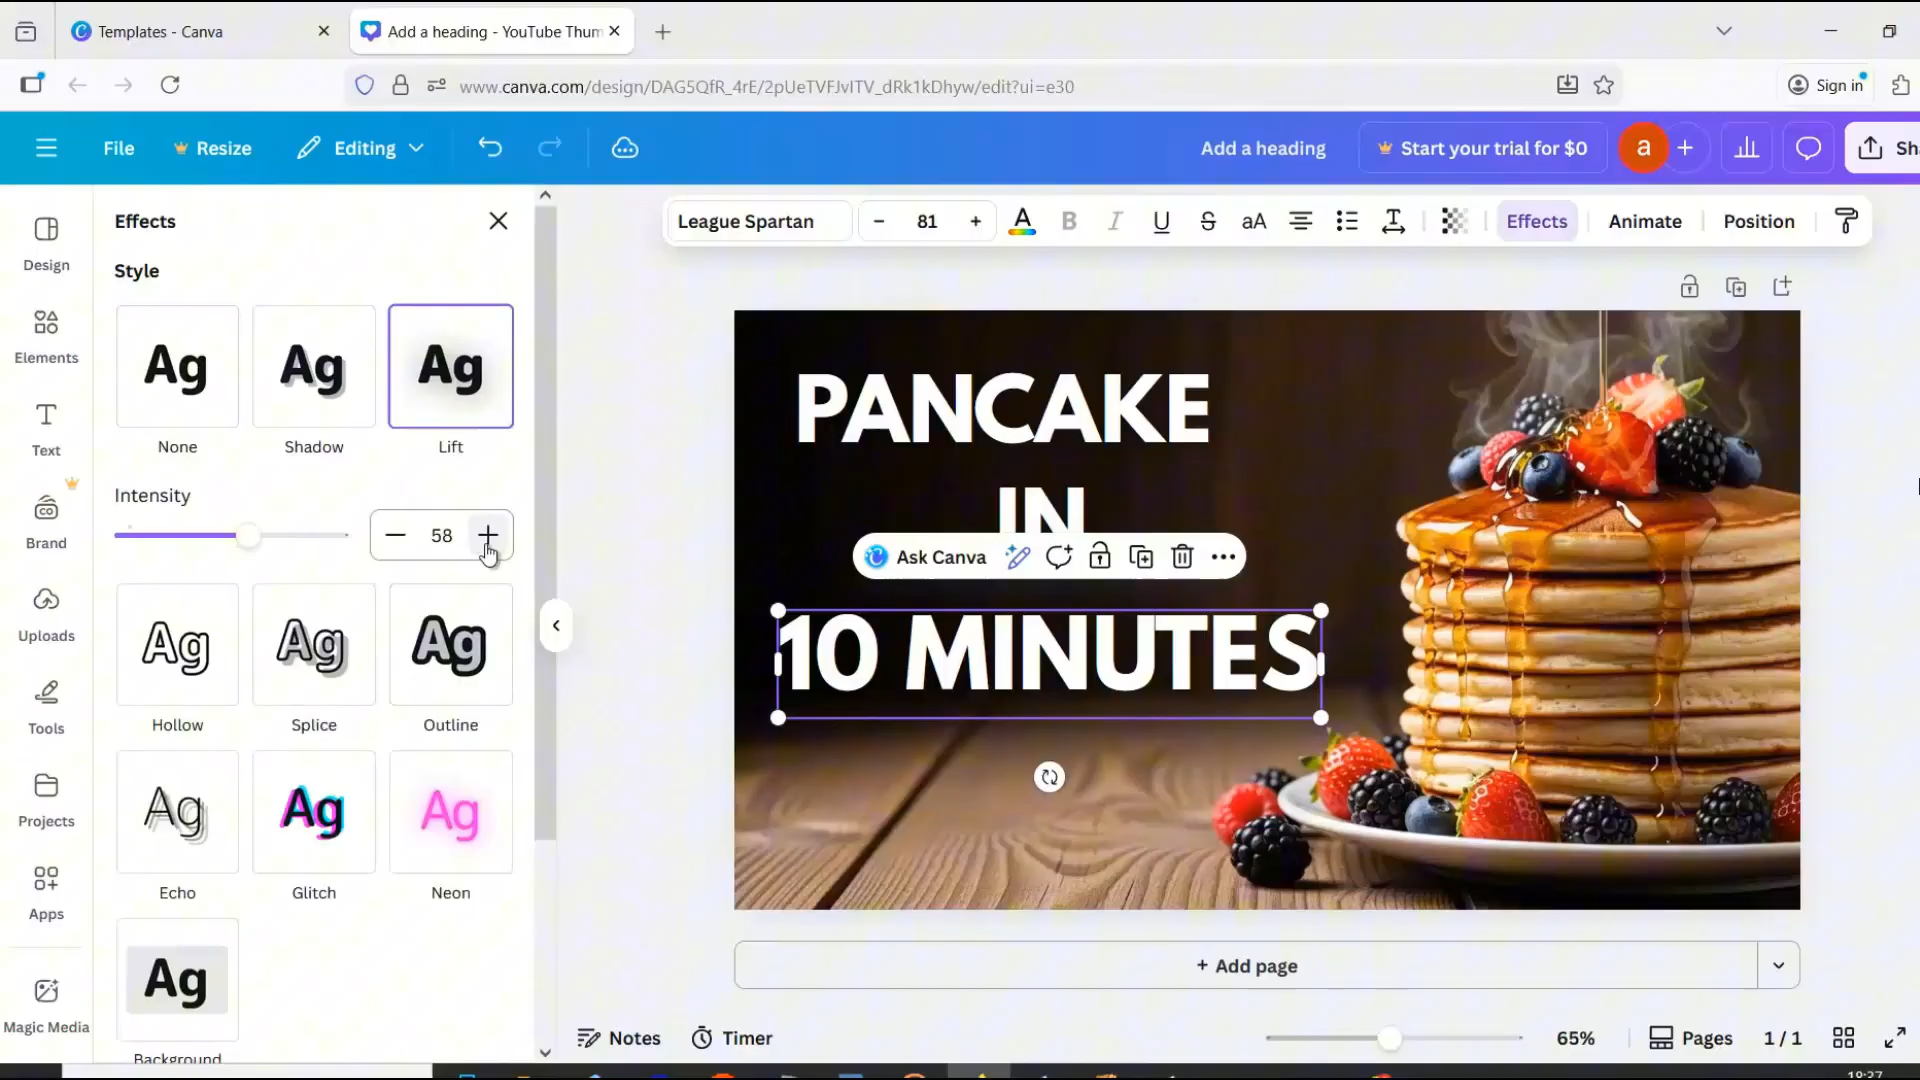 Templates - Canva
Add a heading - YouTube Thum
www.canva.com/design/DAG5QfR_4rE/2pUeTVFJvITV_dRk1kDhyw/edit?ui=e30
Sign in
File
Resize
Editing
Add a heading
Start your trial for $0
a
Sha
Design
Elements
Text
Brand
Uploads
Tools
Projects
Apps
Magic Media
Effects
Style
Ag
None
Ag
Shadow
Ag
Lift
Intensity
58
Ag
Hollow
Ag
Splice
Ag
Outline
Ag
Echo
Ag
Glitch
Ag
Neon
Ag
Background
League Spartan
81
A
B
I
U
S
aA
T
Effects
Animate
Position
PANCAKE
IN
Ask Canva
10 MINUTES
+ Add page
Notes
Timer
65%
Pages
1 / 1